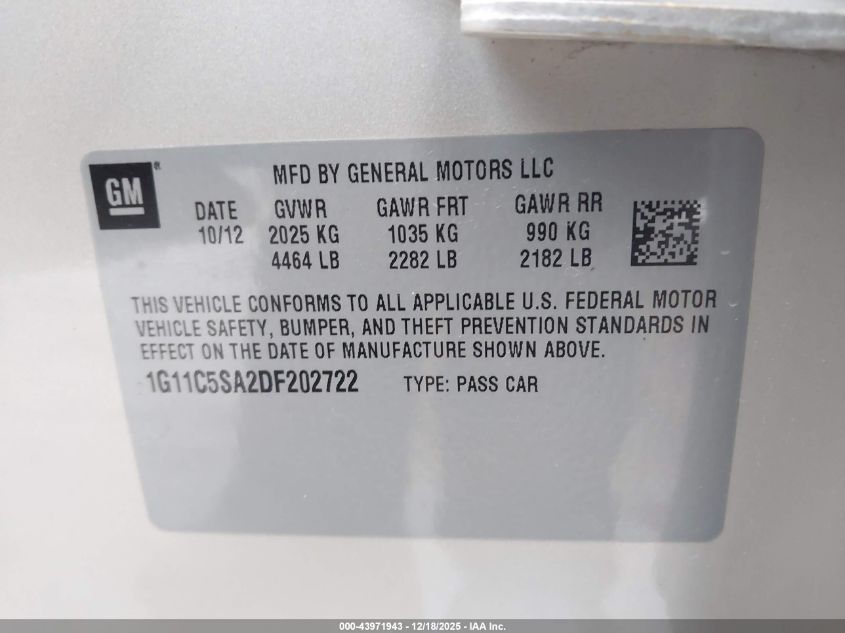 GM®
MFD BY GENERAL MOTORS LLC
DATE GVWR GAWR FRT GAWR RR
10/12 2025 KG 1035 KG 990 KG
4464 LB 2282 LB 2182 LB
THIS VEHICLE CONFORMS TO ALL APPLICABLE U.S. FEDERAL MOTOR
VEHICLE SAFETY, BUMPER, AND THEFT PREVENTION STANDARDS IN
EFFECT ON THE DATE OF MANUFACTURE SHOWN ABOVE.
1G11C5SA2DF202722 TYPE: PASS CAR
000-43971943 - 12/18/2025 - IAA Inc.